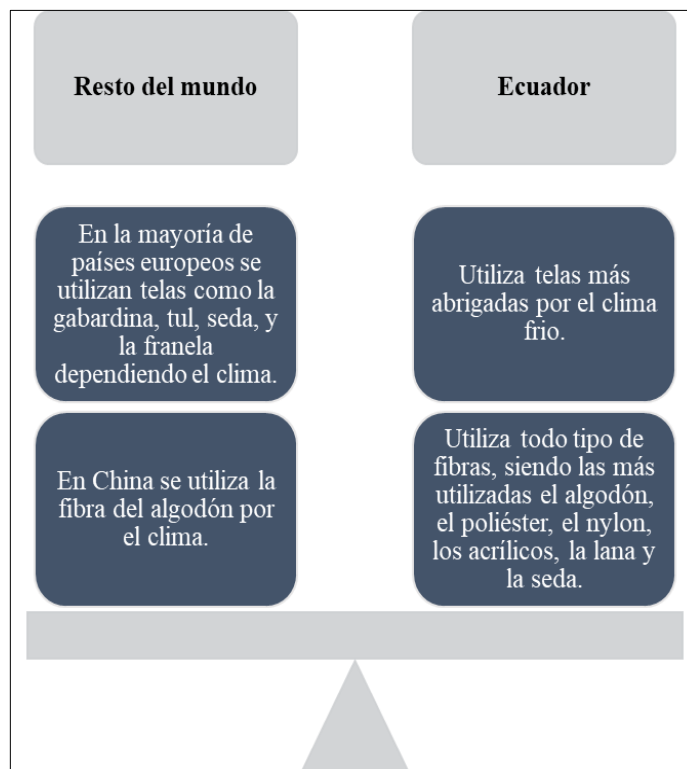 Resto del mundo
Ecuador
En la mayoría de
países europeos se
utilizan telas como la
gabardina, tul, seda, y
la franela
dependiendo el clima.
Utiliza telas más
abrigadas por el clima
frio.
En China se utiliza la
fibra del algodón por
el clima.
Utiliza todo tipo de
fibras, siendo las más
utilizadas el algodón,
el poliéster, el nylon,
los acrílicos, la lana y
la seda.